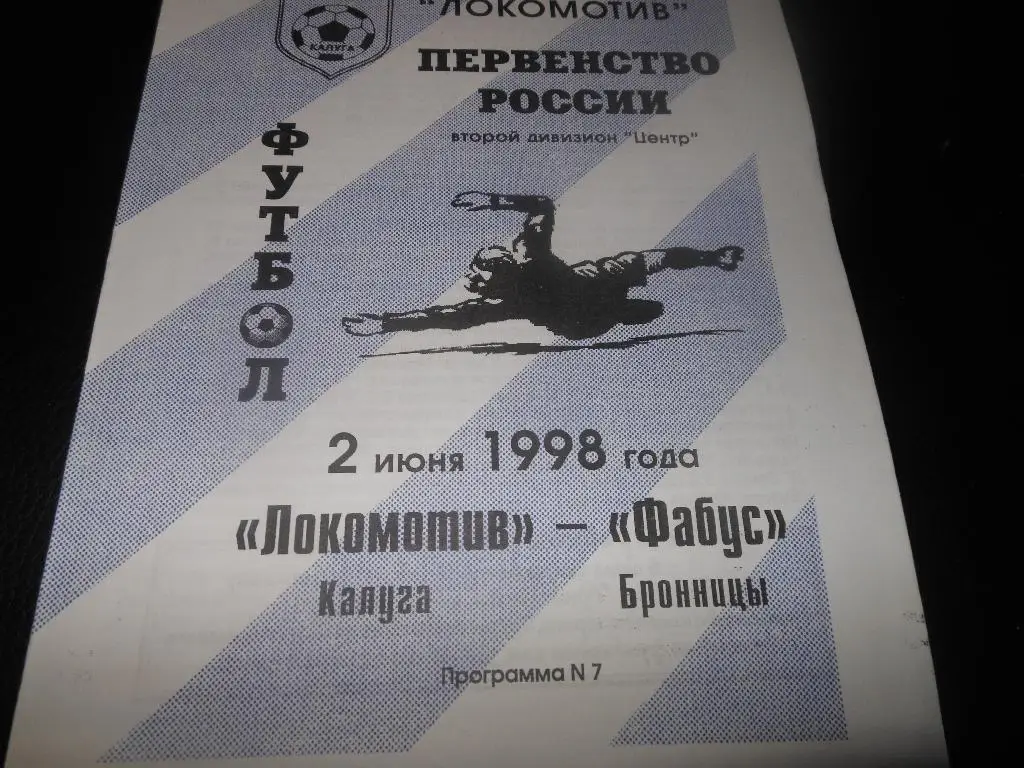 "ЛОКОМОТИВ"
КАЛУГА
ПЕРВЕНСТВО
РОССИИ
второй дивизион "Центр"
ФУТБОЛ
2 июня 1998 года
«Локомотив» – «Фабус»
Калуга Бронницы
Программа N 7